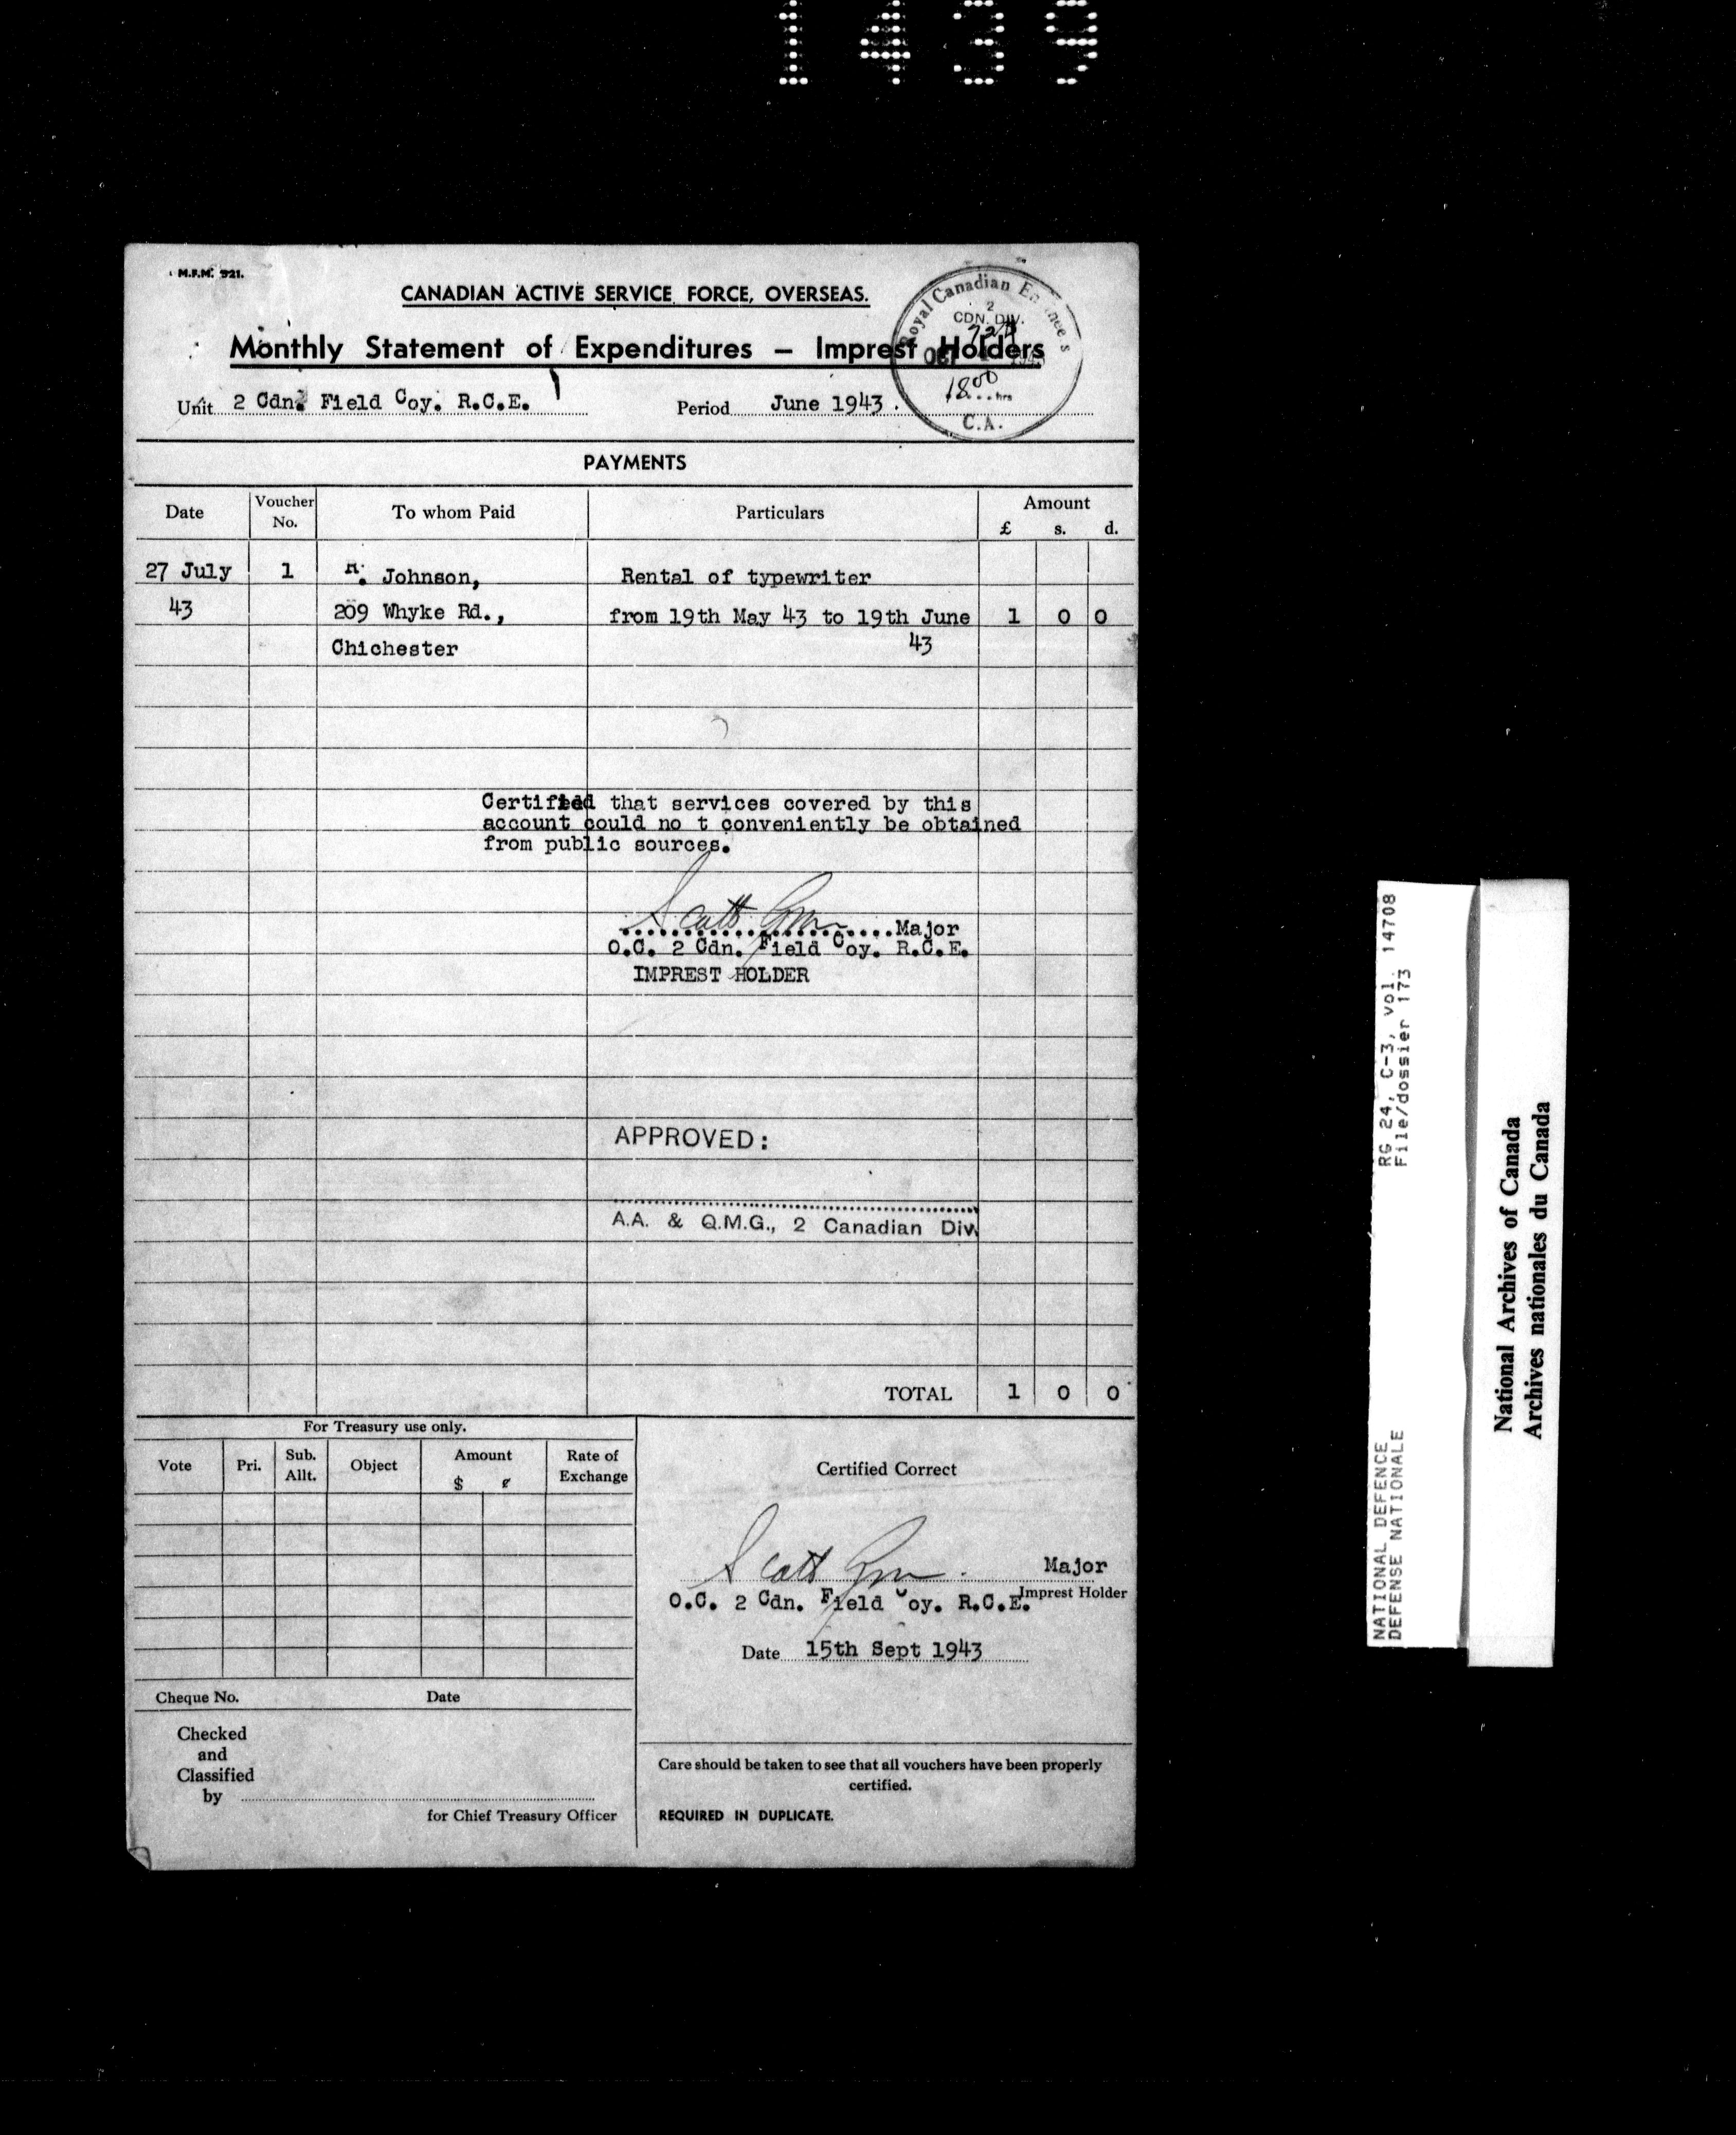 1439
M.F.M. 921.
CANADIAN ACTIVE SERVICE FORCE, OVERSEAS.
Monthly Statement of Expenditures – Imprest Holders
Royal Canadian Engineers
2
CDN. DIV.
1800 hrs
C.A.
Unit 2 Cdn. Field Coy. R.C.E. Period June 1943
PAYMENTS
Date Voucher No. To whom Paid Particulars Amount
£ s. d.
27 July 1 Johnson, Rental of typewriter
43 209 Whyke Rd., from 19th May 43 to 19th June 1 0 0
Chichester 43
Certified that services covered by this
account could no t conveniently be obtained
from public sources.
Major
O.C. 2 Cdn. Field Coy. R.C.E.
IMPREST HOLDER
APPROVED:
A.A. & Q.M.G., 2 Canadian Div.
TOTAL 1 0 0
For Treasury use only.
Vote Pri. Sub. Allt. Object Amount Rate of Exchange
$ ¢
Certified Correct
Major
Imprest Holder
O.C. 2 Cdn. Field Coy. R.C.E.
Date 15th Sept 1943
Cheque No. Date
Checked
and
Classified
by
for Chief Treasury Officer
Care should be taken to see that all vouchers have been properly
certified.
REQUIRED IN DUPLICATE.
RG 24, C-3, vol. 14708
File/dossier 173
NATIONAL DEFENCE
DEFENSE NATIONALE
National Archives of Canada
Archives nationales du Canada